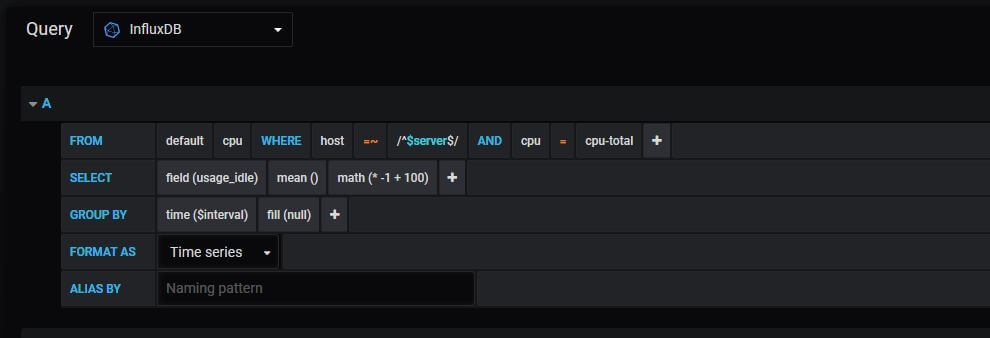 Query InfluxDB
A
FROM default cpu WHERE host =~ /^$server$/ AND cpu = cpu-total +
SELECT field (usage_idle) mean () math (* -1 + 100) +
GROUP BY time ($interval) fill (null) +
FORMAT AS Time series
ALIAS BY Naming pattern